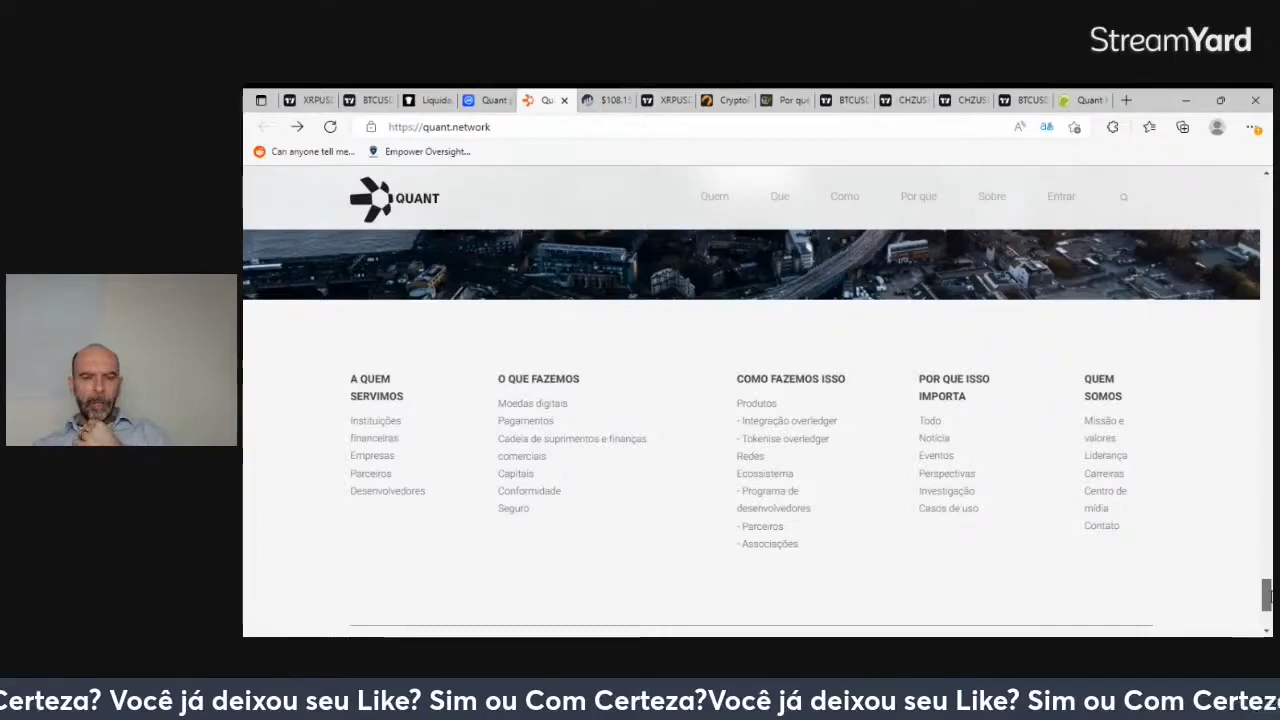 StreamYard
XRPUS
BTCUS
Liquida
Quant
Qu
$108.1
XRPUS
Crypto
Por qu
BTCUS
CHZUS
CHZUS
BTCUS
Quant
https://quant.network
Can anyone tell me...
Empower Oversight...
QUANT
Quem
Que
Como
Por que
Sobre
Entrar
A QUEM
SERVIMOS
Instituições
financeiras
Empresas
Parceiros
Desenvolvedores
O QUE FAZEMOS
Moedas digitais
Pagamentos
Cadeia de suprimentos e finanças
comerciais
Capitais
Conformidade
Seguro
COMO FAZEMOS ISSO
Produtos
- Integração overledger
- Tokenise overledger
Redes
Ecossistema
- Programa de
desenvolvedores
- Parceiros
- Associações
POR QUE ISSO
IMPORTA
Todo
Notícia
Eventos
Perspectivas
Investigação
Casos de uso
QUEM
SOMOS
Missão e
valores
Liderança
Carreiras
Centro de
mídia
Contato
Certeza? Você já deixou seu Like? Sim ou Com Certeza?Você já deixou seu Like? Sim ou Com Certez